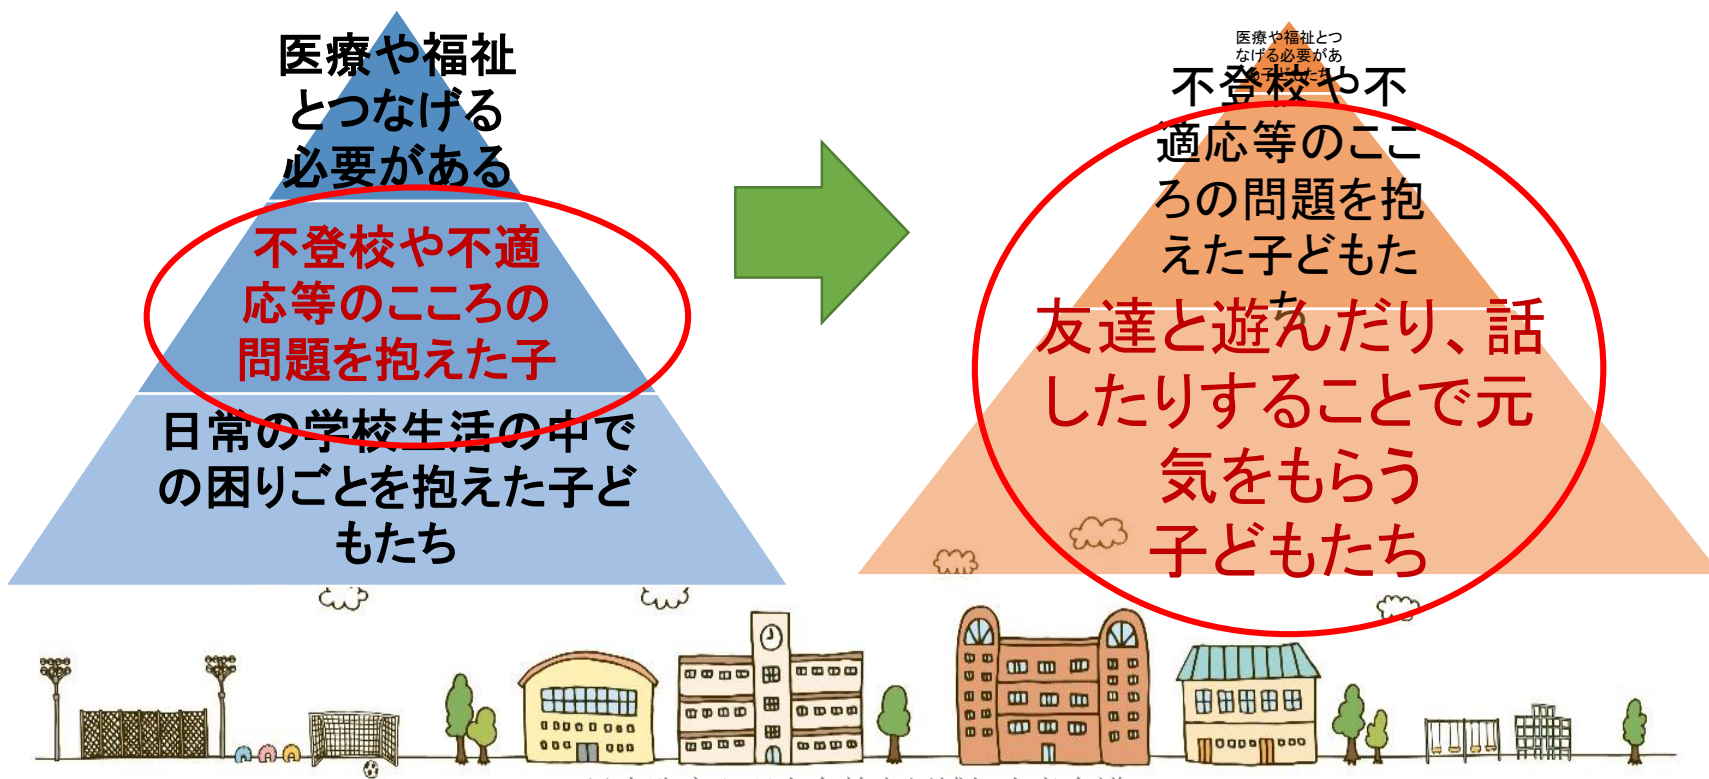 医療や福祉
とつなげる
必要がある
不登校や不適
応等のこころの
問題を抱えた子
日常の学校生活の中で
の困りごとを抱えた子ど
もたち
医療や福祉とつ
なげる必要があ
る子どもたち
不登校や不
適応等のここ
ろの問題を抱
えた子どもた
ち
友達と遊んだり、話
したりすることで元
気をもらう
子どもたち